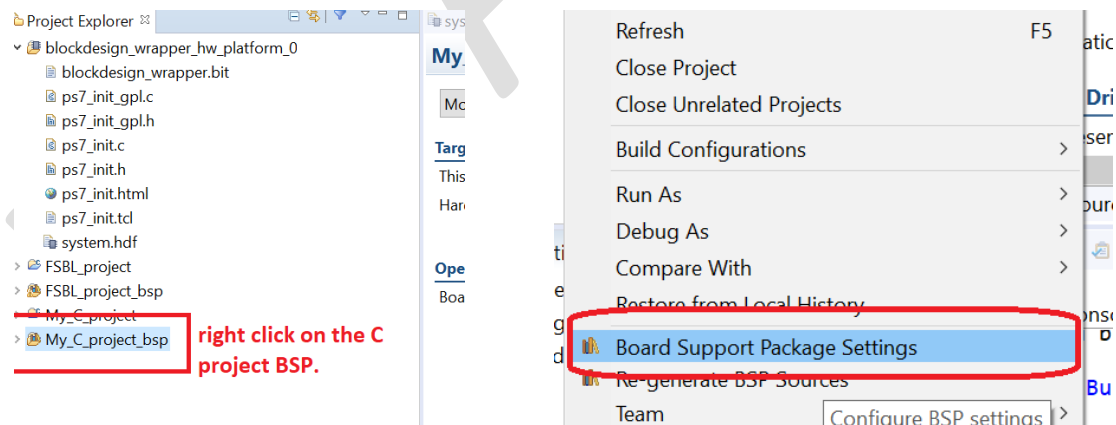 Project Explorer
blockdesign_wrapper_hw_platform_0
blockdesign_wrapper.bit
ps7_init_gpl.c
ps7_init_gpl.h
ps7_init.c
ps7_init.h
ps7_init.html
ps7_init.tcl
system.hdf
FSBL_project
FSBL_project_bsp
My_C_project
My_C_project_bsp
right click on the C
project BSP.
sys
My_
Targ
This
Ope
Boa
Refresh F5
Close Project
Close Unrelated Projects
Build Configurations
Run As
Debug As
Compare With
Restore from Local History
Board Support Package Settings
Re-generate BSP Sources
Team
Configure BSP settings
Dri
Bu